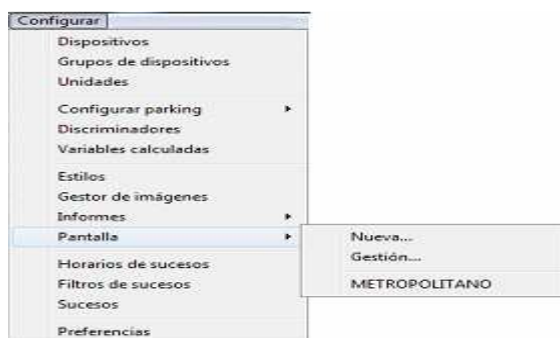 Configurar
Dispositivos
Grupos de dispositivos
Unidades
Configurar parking
Discriminadores
Variables calculadas
Estilos
Gestor de imágenes
Informes
Pantalla
Nueva...
Gestión...
METROPOLITANO
Horarios de sucesos
Filtros de sucesos
Sucesos
Preferencias